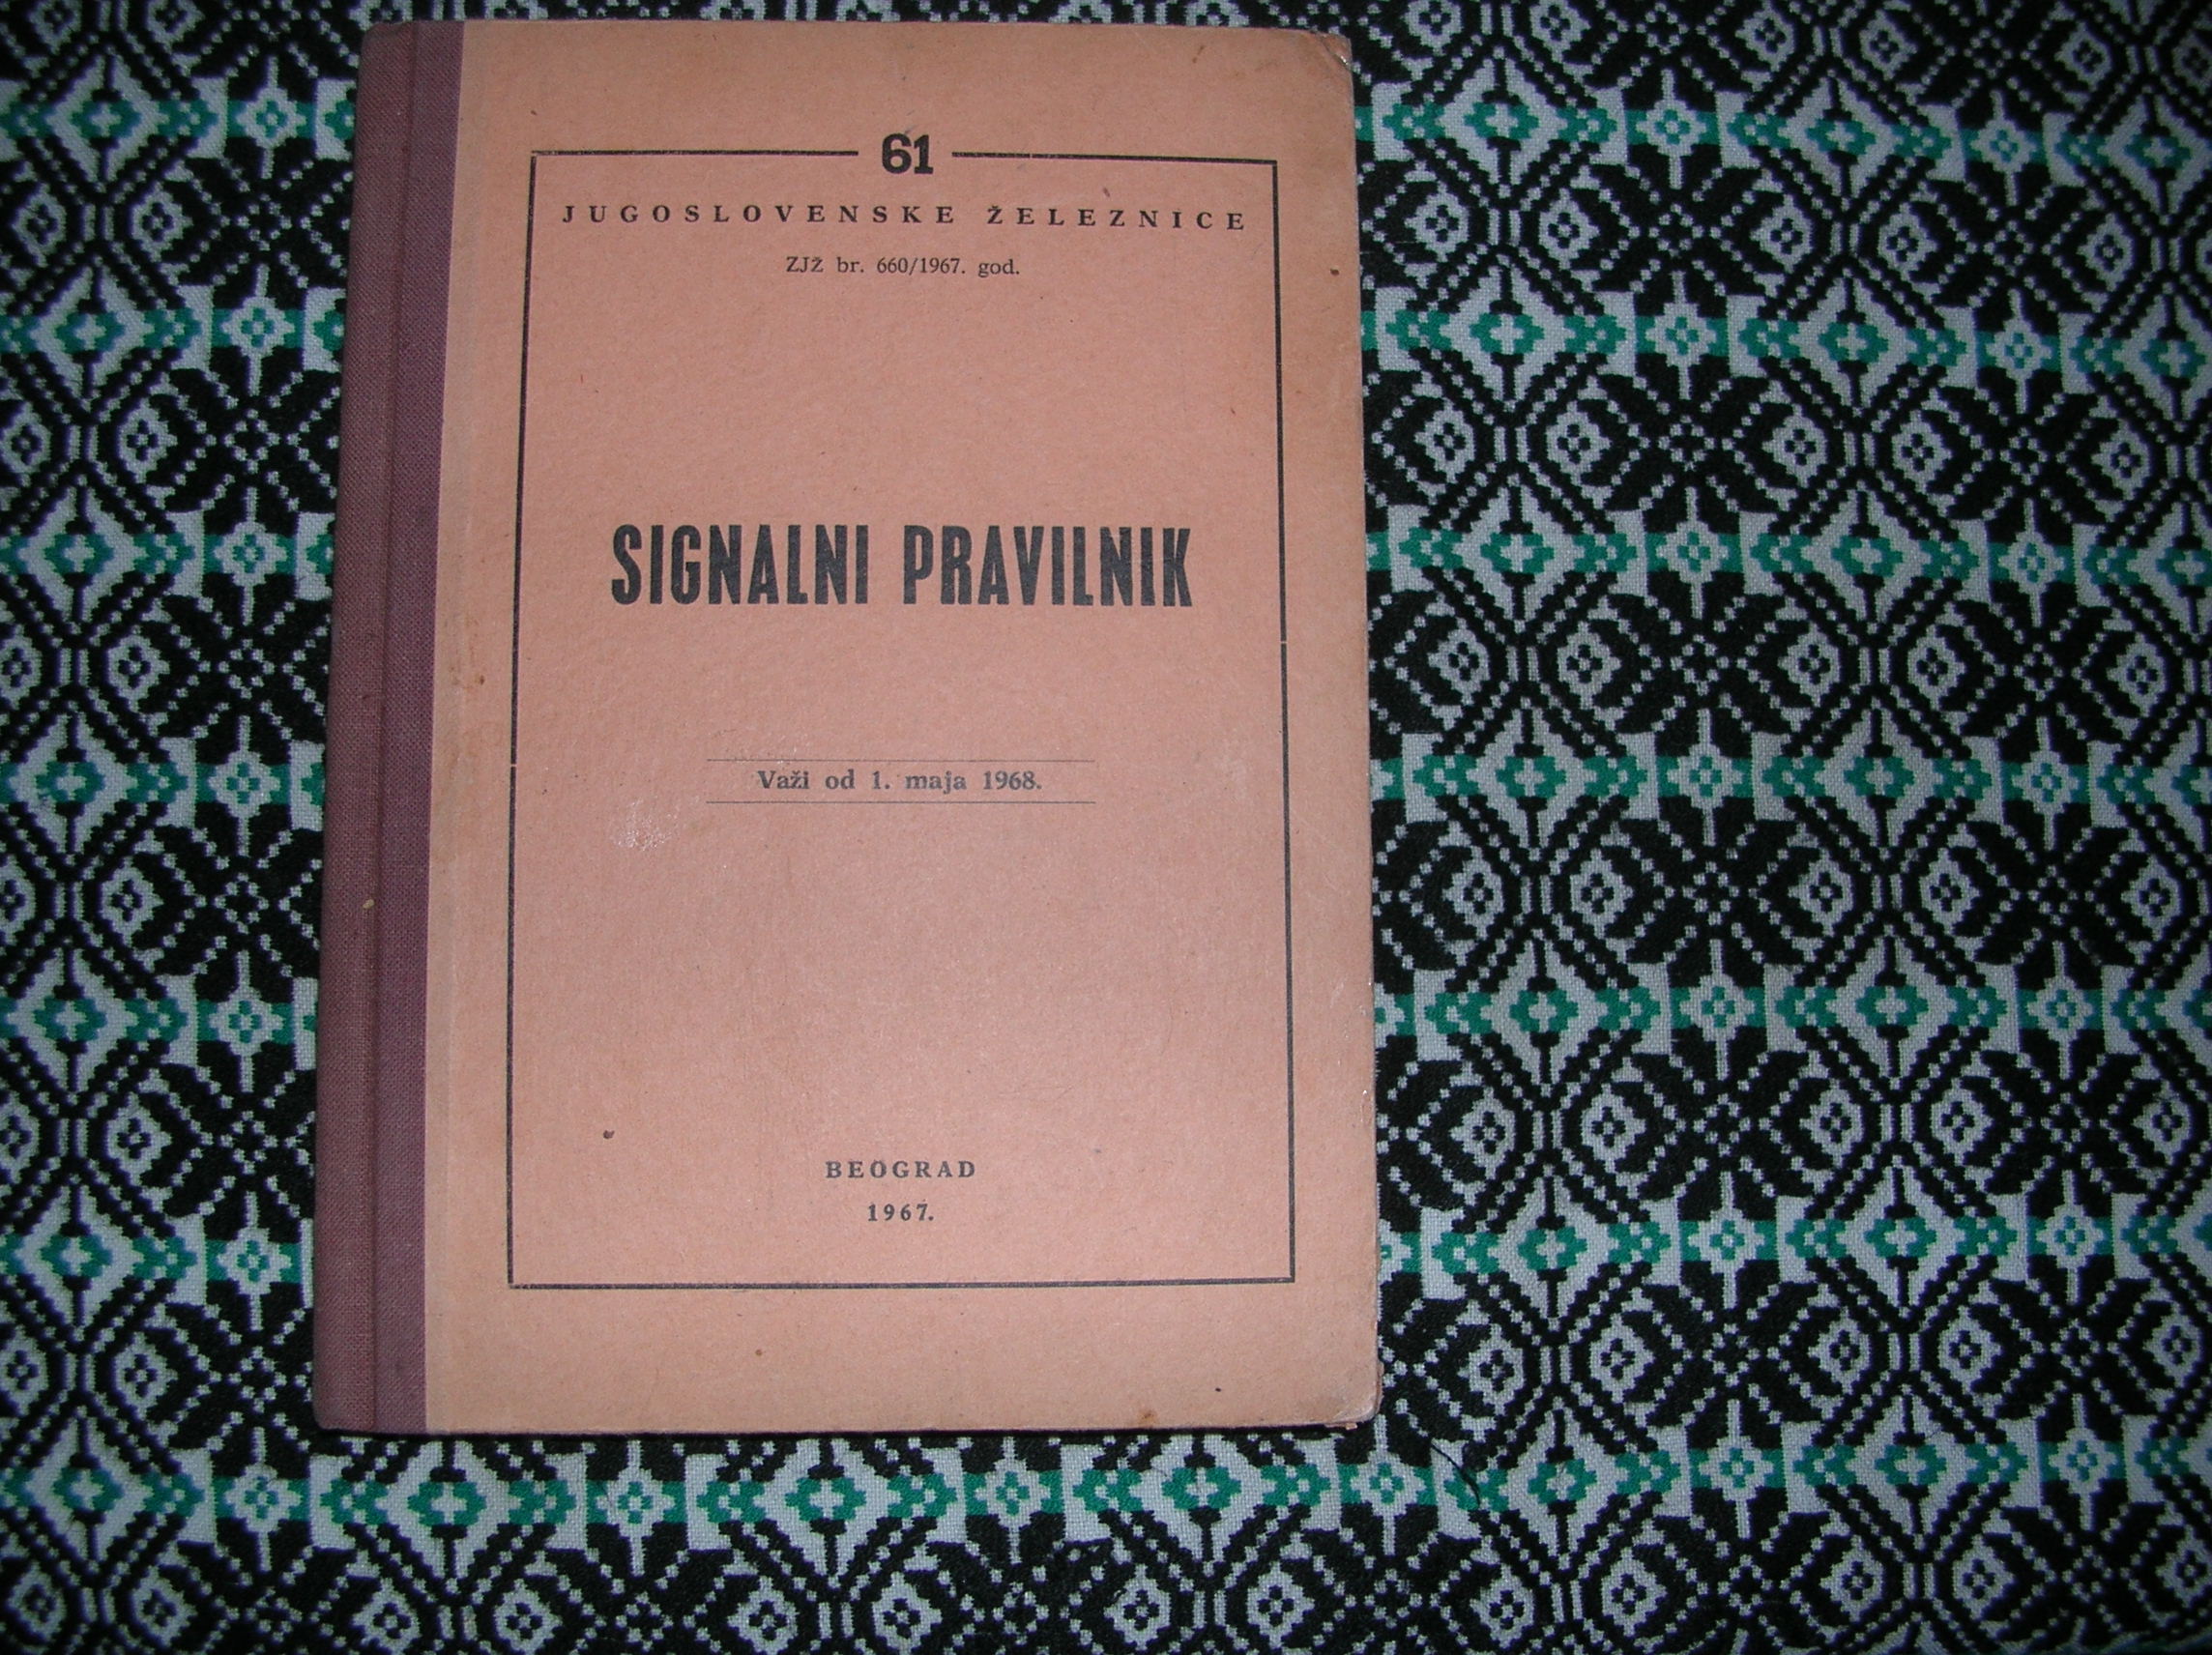 61
JUGOSLOVENSKE ŽELEZNICE
ZJŽ br. 660/1967. god.
SIGNALNI PRAVILNIK
Važi od 1. maja 1968.
BEOGRAD
1967.